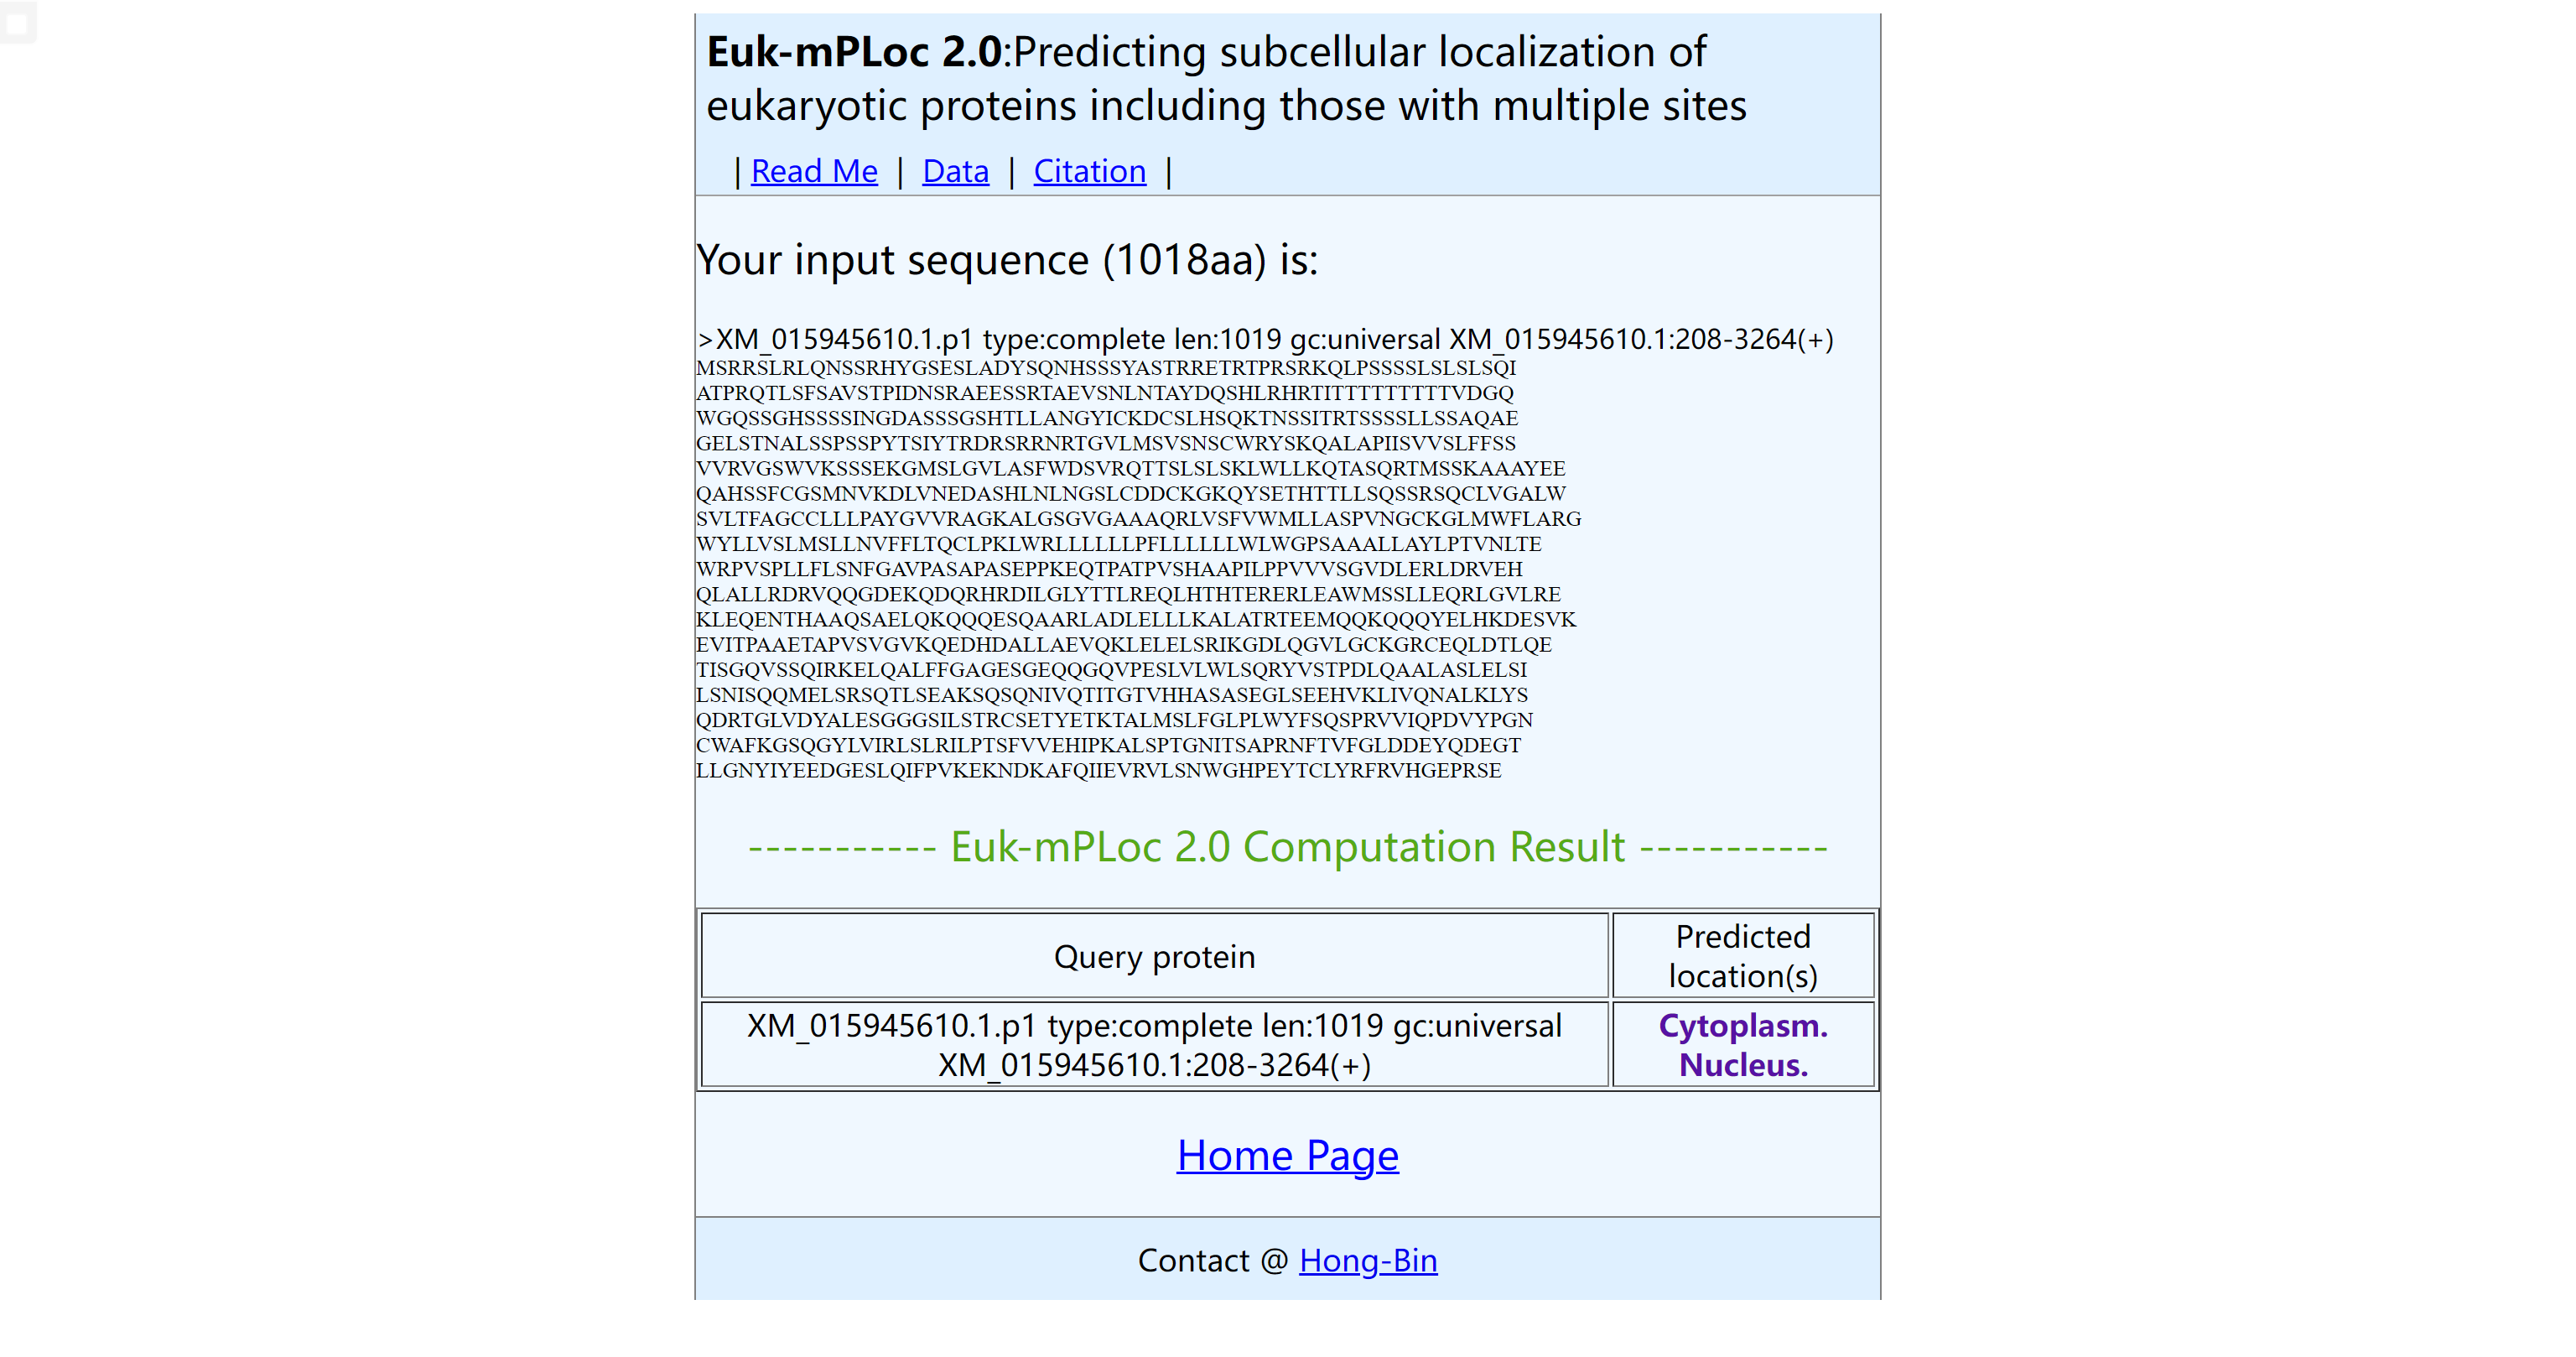 Euk-mPLoc 2.0:Predicting subcellular localization of
eukaryotic proteins including those with multiple sites
| Read Me | Data | Citation |
Your input sequence (1018aa) is:
>XM_015945610.1.p1 type:complete len:1019 gc:universal XM_015945610.1:208-3264(+)
MSRRSLRLQNSSRHYGSESLADYSQNHSSSYASTRRETRTPRSRKQLPSSSSLSLSLSQI
ATPRQTLSFSAVSTPIDNSRAEESSRTAEVSNLNTAYDQSHLRHRTITTTTTTTTTVDGQ
WGQSSGHSSSSINGDASSSGSHTLLANGYICKDCSLHSQKTNSSITRTSSSSLLSSAQAE
GELSTNALSSPSSPYTSIYTRDRSRRNRTGVLMSVSNSCWRYSKQALAPIISVVSLFFSS
VVRVGSWVKSSSEKGMSLGVLASFWDSVRQTTSLSLSKLWLLKQTASQRTMSSKAAAYEE
QAHSSFCGSMNVKDLVNEDASHLNLNGSLCDDCKGKQYSETHTTLLSQSSRSQCLVGALW
SVLTFAGCCLLLPAYGVVRAGKALGSGVGAAAQRLVSFVWMLLASPVNGCKGLMWFLARG
WYLLVSLMSLLNVFFLTQCLPKLWRLLLLLLPFLLLLLLWLWGPSAAALLAYLPTVNLTE
WRPVSPLLFLSNFGAVPASAPASEPPKEQTPATPVSHAAPILPPVVVSGVDLERLDRVEH
QLALLRDRVQQGDEKQDQRHRDILGLYTTLREQLHTHTERERLEAWMSSLLEQRLGVLRE
KLEQENTHAAQSAELQKQQQESQAARLADLELLLKALATRTEEMQQKQQQYELHKDESVK
EVITPAAETAPVSVGVKQEDHDALLAEVQKLELELSRIKGDLQGVLGCKGRCEQLDTLQE
TISGQVSSQIRKELQALFFGAGESGEQQGQVPESLVLWLSQRYVSTPDLQAALASLELSI
LSNISQQMELSRSQTLSEAKSQSQNIVQTITGTVHHASASEGLSEEHVKLIVQNALKLYS
QDRTGLVDYALESGGGSILSTRCSETYETKTALMSLFGLPLWYFSQSPRVVIQPDVYPGN
CWAFKGSQGYLVIRLSLRILPTSFVVEHIPKALSPTGNITSAPRNFTVFGLDDEYQDEGT
LLGNYIYEEDGESLQIFPVKEKNDKAFQIIEVRVLSNWGHPEYTCLYRFRVHGEPRSE
----------- Euk-mPLoc 2.0 Computation Result -----------
Query protein
Predicted
location(s)
XM_015945610.1.p1 type:complete len:1019 gc:universal
XM_015945610.1:208-3264(+)
Cytoplasm.
Nucleus.
Home Page
Contact @ Hong-Bin